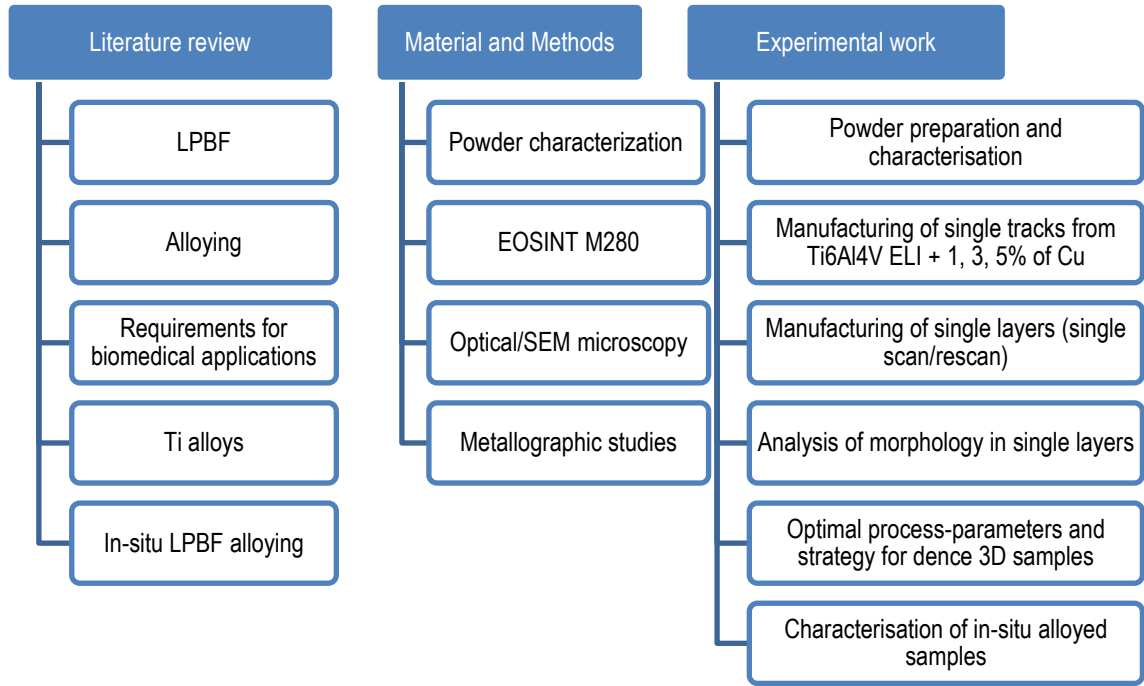 Literature review
LPBF
Alloying
Requirements for
biomedical applications
Ti alloys
In-situ LPBF alloying
Material and Methods
Powder characterization
EOSINT M280
Optical/SEM microscopy
Metallographic studies
Experimental work
Powder preparation and
characterisation
Manufacturing of single tracks from
Ti6Al4V ELI + 1, 3, 5% of Cu
Manufacturing of single layers (single
scan/rescan)
Analysis of morphology in single layers
Optimal process-parameters and
strategy for dence 3D samples
Characterisation of in-situ alloyed
samples